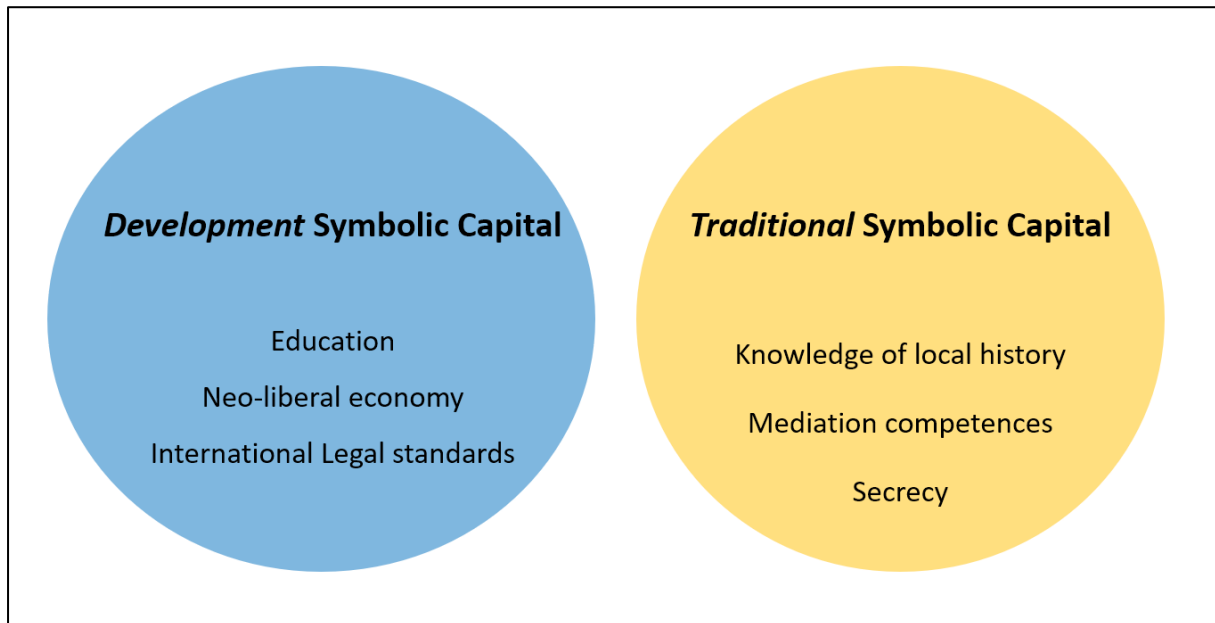 Development Symbolic Capital
Education
Neo-liberal economy
International Legal standards
Traditional Symbolic Capital
Knowledge of local history
Mediation competences
Secrecy